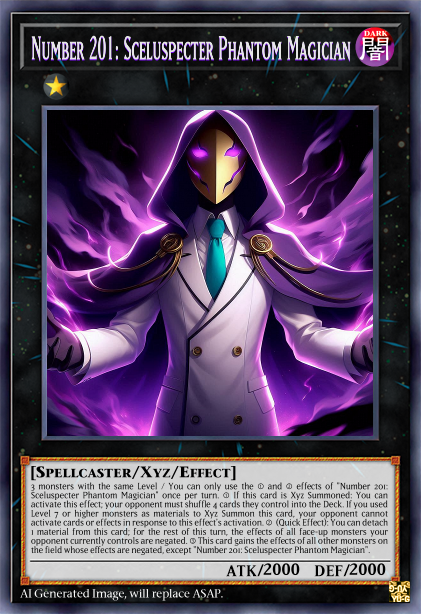 NUMBER 201: SCELUSPECTER PHANTOM MAGICIAN
DARK
闇
[SPELLCASTER/XYZ/EFFECT]
3 monsters with the same Level / You can only use the ① and ② effects of "Number 201:
Sceluspecter Phantom Magician" once per turn. ① If this card is Xyz Summoned: You can
activate this effect; your opponent must shuffle 4 cards they control into the Deck. If you used
Level 7 or higher monsters as materials to Xyz Summon this card, your opponent cannot
activate cards or effects in response to this effect's activation. ② (Quick Effect): You can detach
1 material from this card; for the rest of this turn, the effects of all face-up monsters your
opponent currently controls are negated. ③ This card gains the effects of all other monsters on
the field whose effects are negated, except "Number 201: Sceluspecter Phantom Magician".
ATK/2000 DEF/2000
AI Generated Image, will replace ASAP.